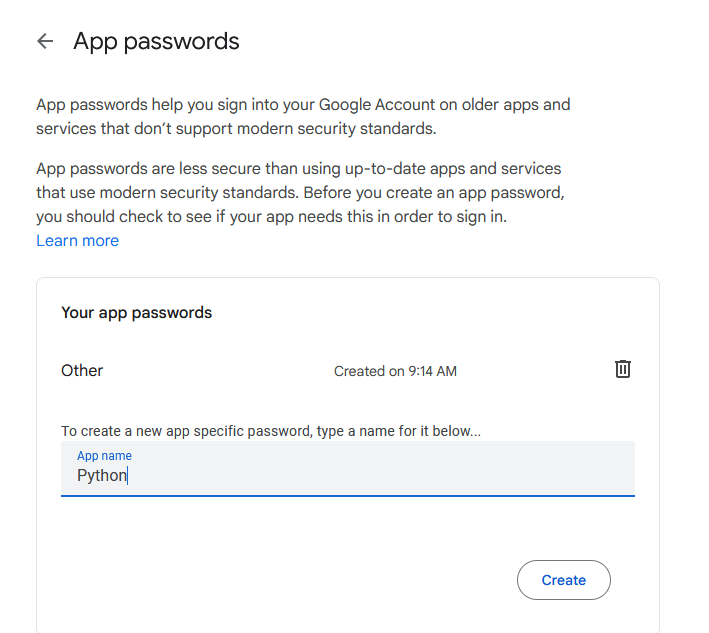 App passwords
App passwords help you sign into your Google Account on older apps and
services that don’t support modern security standards.
App passwords are less secure than using up-to-date apps and services
that use modern security standards. Before you create an app password,
you should check to see if your app needs this in order to sign in.
Learn more
Your app passwords
Other Created on 9:14 AM
To create a new app specific password, type a name for it below...
App name
Python
Create